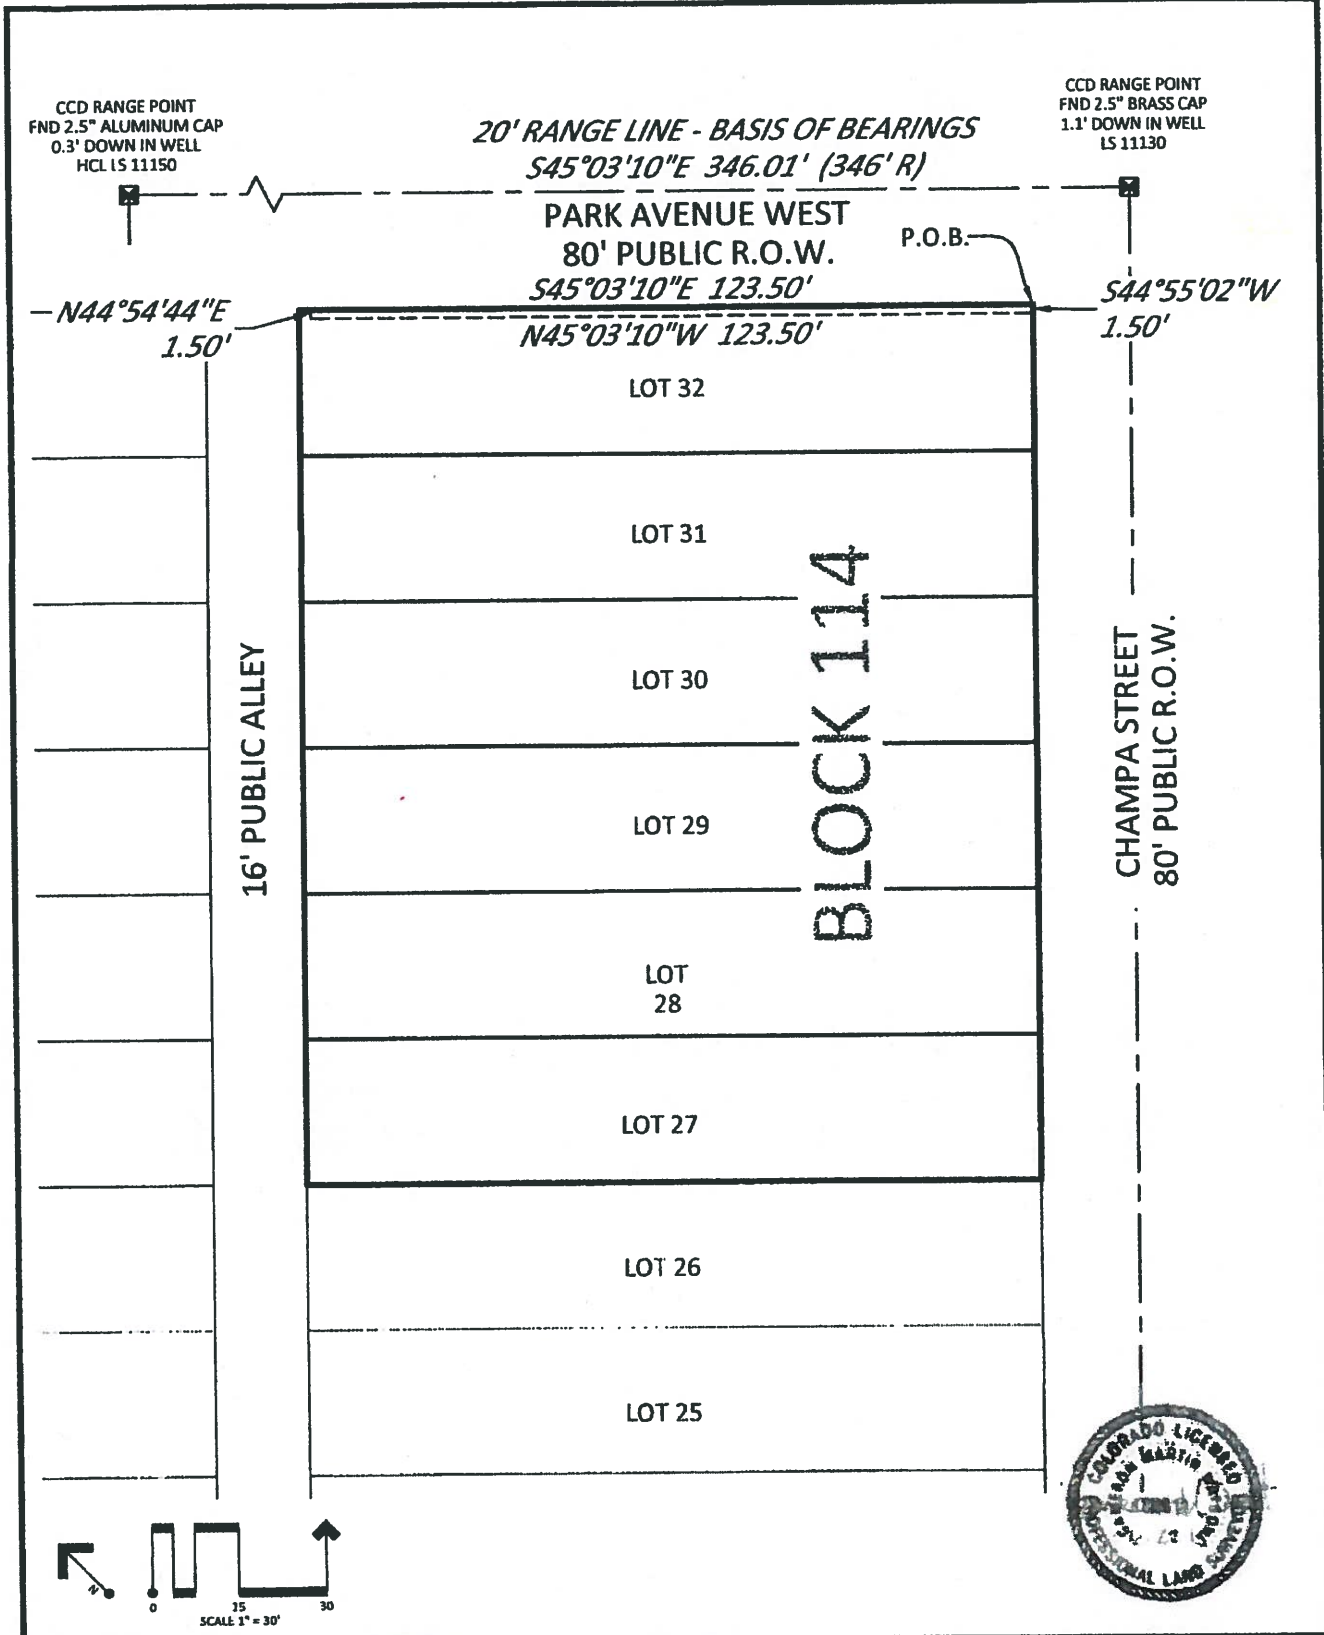 CCD RANGE POINT
FND 2.5" ALUMINUM CAP
0.3' DOWN IN WELL
HCL LS 11150
20' RANGE LINE - BASIS OF BEARINGS
S45°03'10"E 346.01' (346' R)
CCD RANGE POINT
FND 2.5" BRASS CAP
1.1' DOWN IN WELL
LS 11130
PARK AVENUE WEST
80' PUBLIC R.O.W.
P.O.B.
S45°03'10"E 123.50'
N44°54'44"E
1.50'
N45°03'10"W 123.50'
S44°55'02"W
1.50'
LOT 32
LOT 31
LOT 30
LOT 29
LOT
28
LOT 27
LOT 26
LOT 25
BLOCK 114
16' PUBLIC ALLEY
CHAMPA STREET
80' PUBLIC R.O.W.
N
0 15 30
SCALE 1" = 30'
COLORADO LICENSED
MARTIN
PROFESSIONAL LAND SURVEYOR